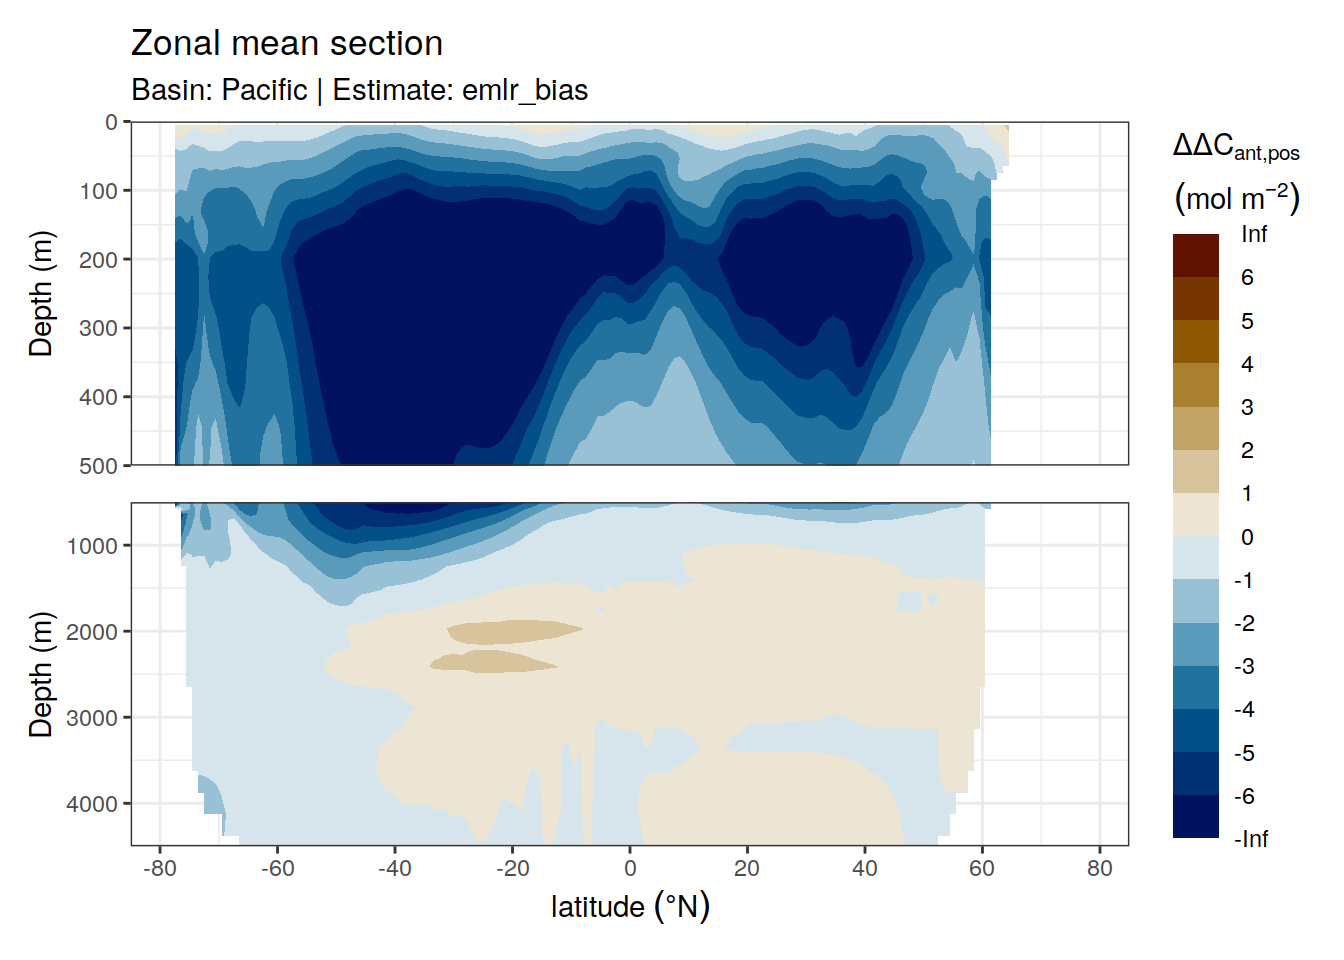 Zonal mean section
Basin: Pacific | Estimate: emlr_bias
ΔΔC_ant,pos
(mol m⁻²)
Inf
6
5
4
3
2
1
0
-1
-2
-3
-4
-5
-6
-Inf
Depth (m)
0
100
200
300
400
500
Depth (m)
1000
2000
3000
4000
-80 -60 -40 -20 0 20 40 60 80
latitude (°N)